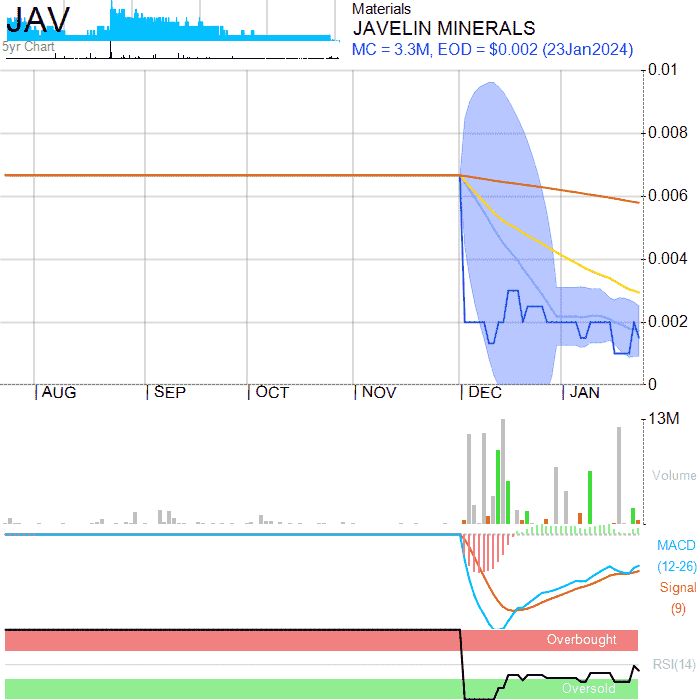 JAV
5yr Chart
Materials
JAVELIN MINERALS
MC = 3.3M, EOD = $0.002 (23Jan2024)
0.01
0.008
0.006
0.004
0.002
0
AUG SEP OCT NOV DEC JAN
13M
Volume
MACD
(12-26)
Signal
(9)
Overbought
RSI(14)
Oversold